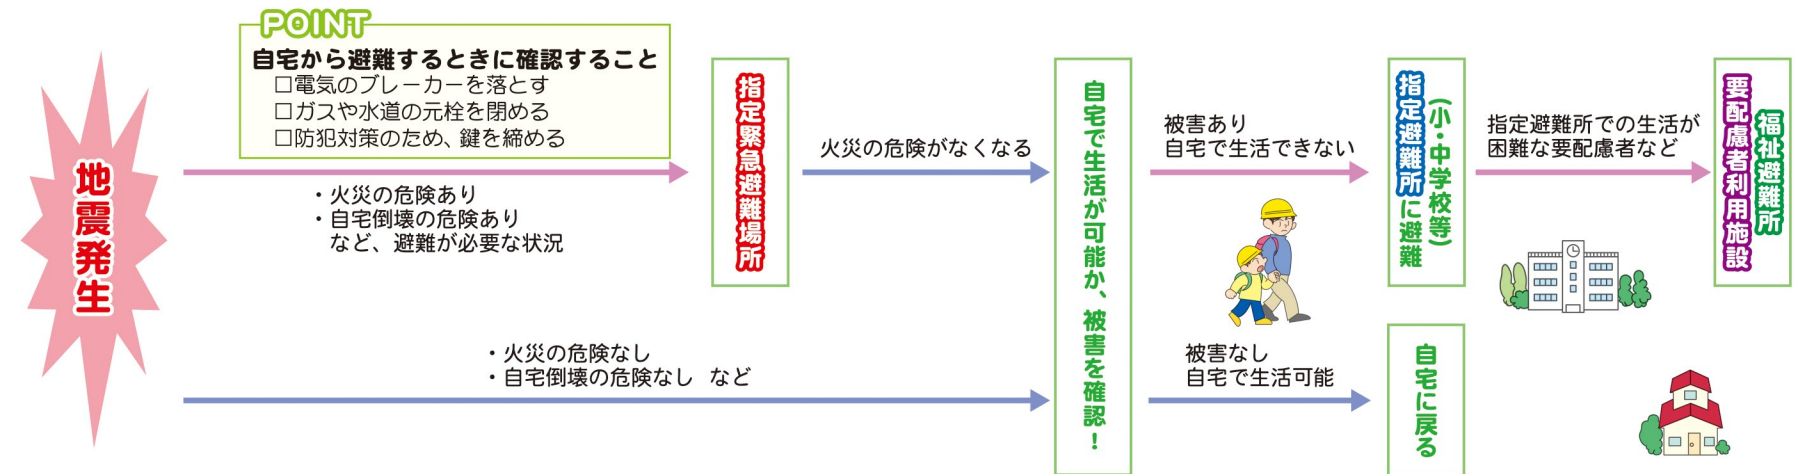 地震発生
POINT
自宅から避難するときに確認すること
□電気のブレーカーを落とす
□ガスや水道の元栓を閉める
□防犯対策のため、鍵を締める
・火災の危険あり
・自宅倒壊の危険あり
など、避難が必要な状況
指定緊急避難場所
火災の危険がなくなる
・火災の危険なし
・自宅倒壊の危険なし など
自宅で生活が可能か、被害を確認!
被害あり
自宅で生活できない
(小・中学校等)
指定避難所に避難
指定避難所での生活が
困難な要配慮者など
福祉避難所
要配慮者利用施設
被害なし
自宅で生活可能
自宅に戻る